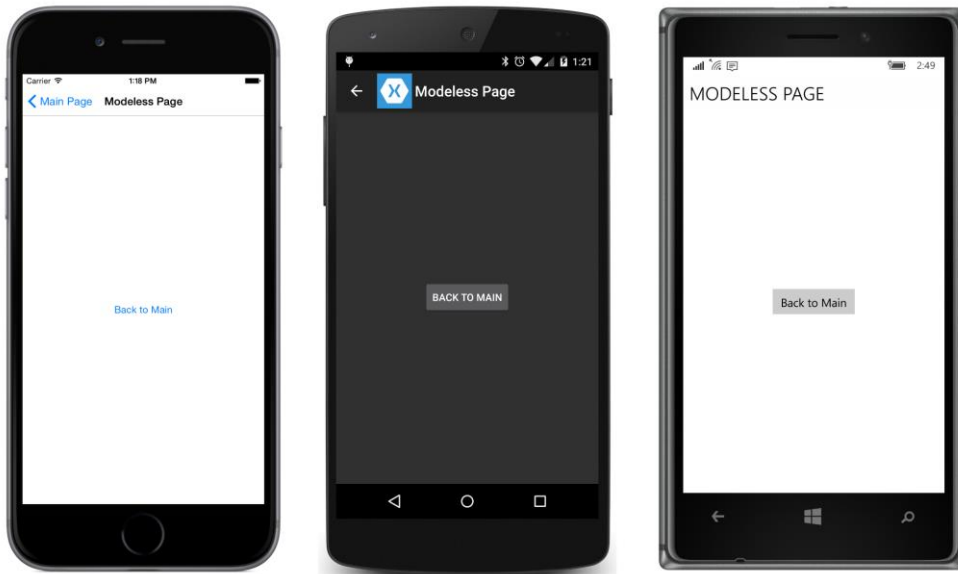 Carrier 1:18 PM
Main Page Modeless Page
Back to Main
1:21
Modeless Page
BACK TO MAIN
2:49
MODELESS PAGE
Back to Main